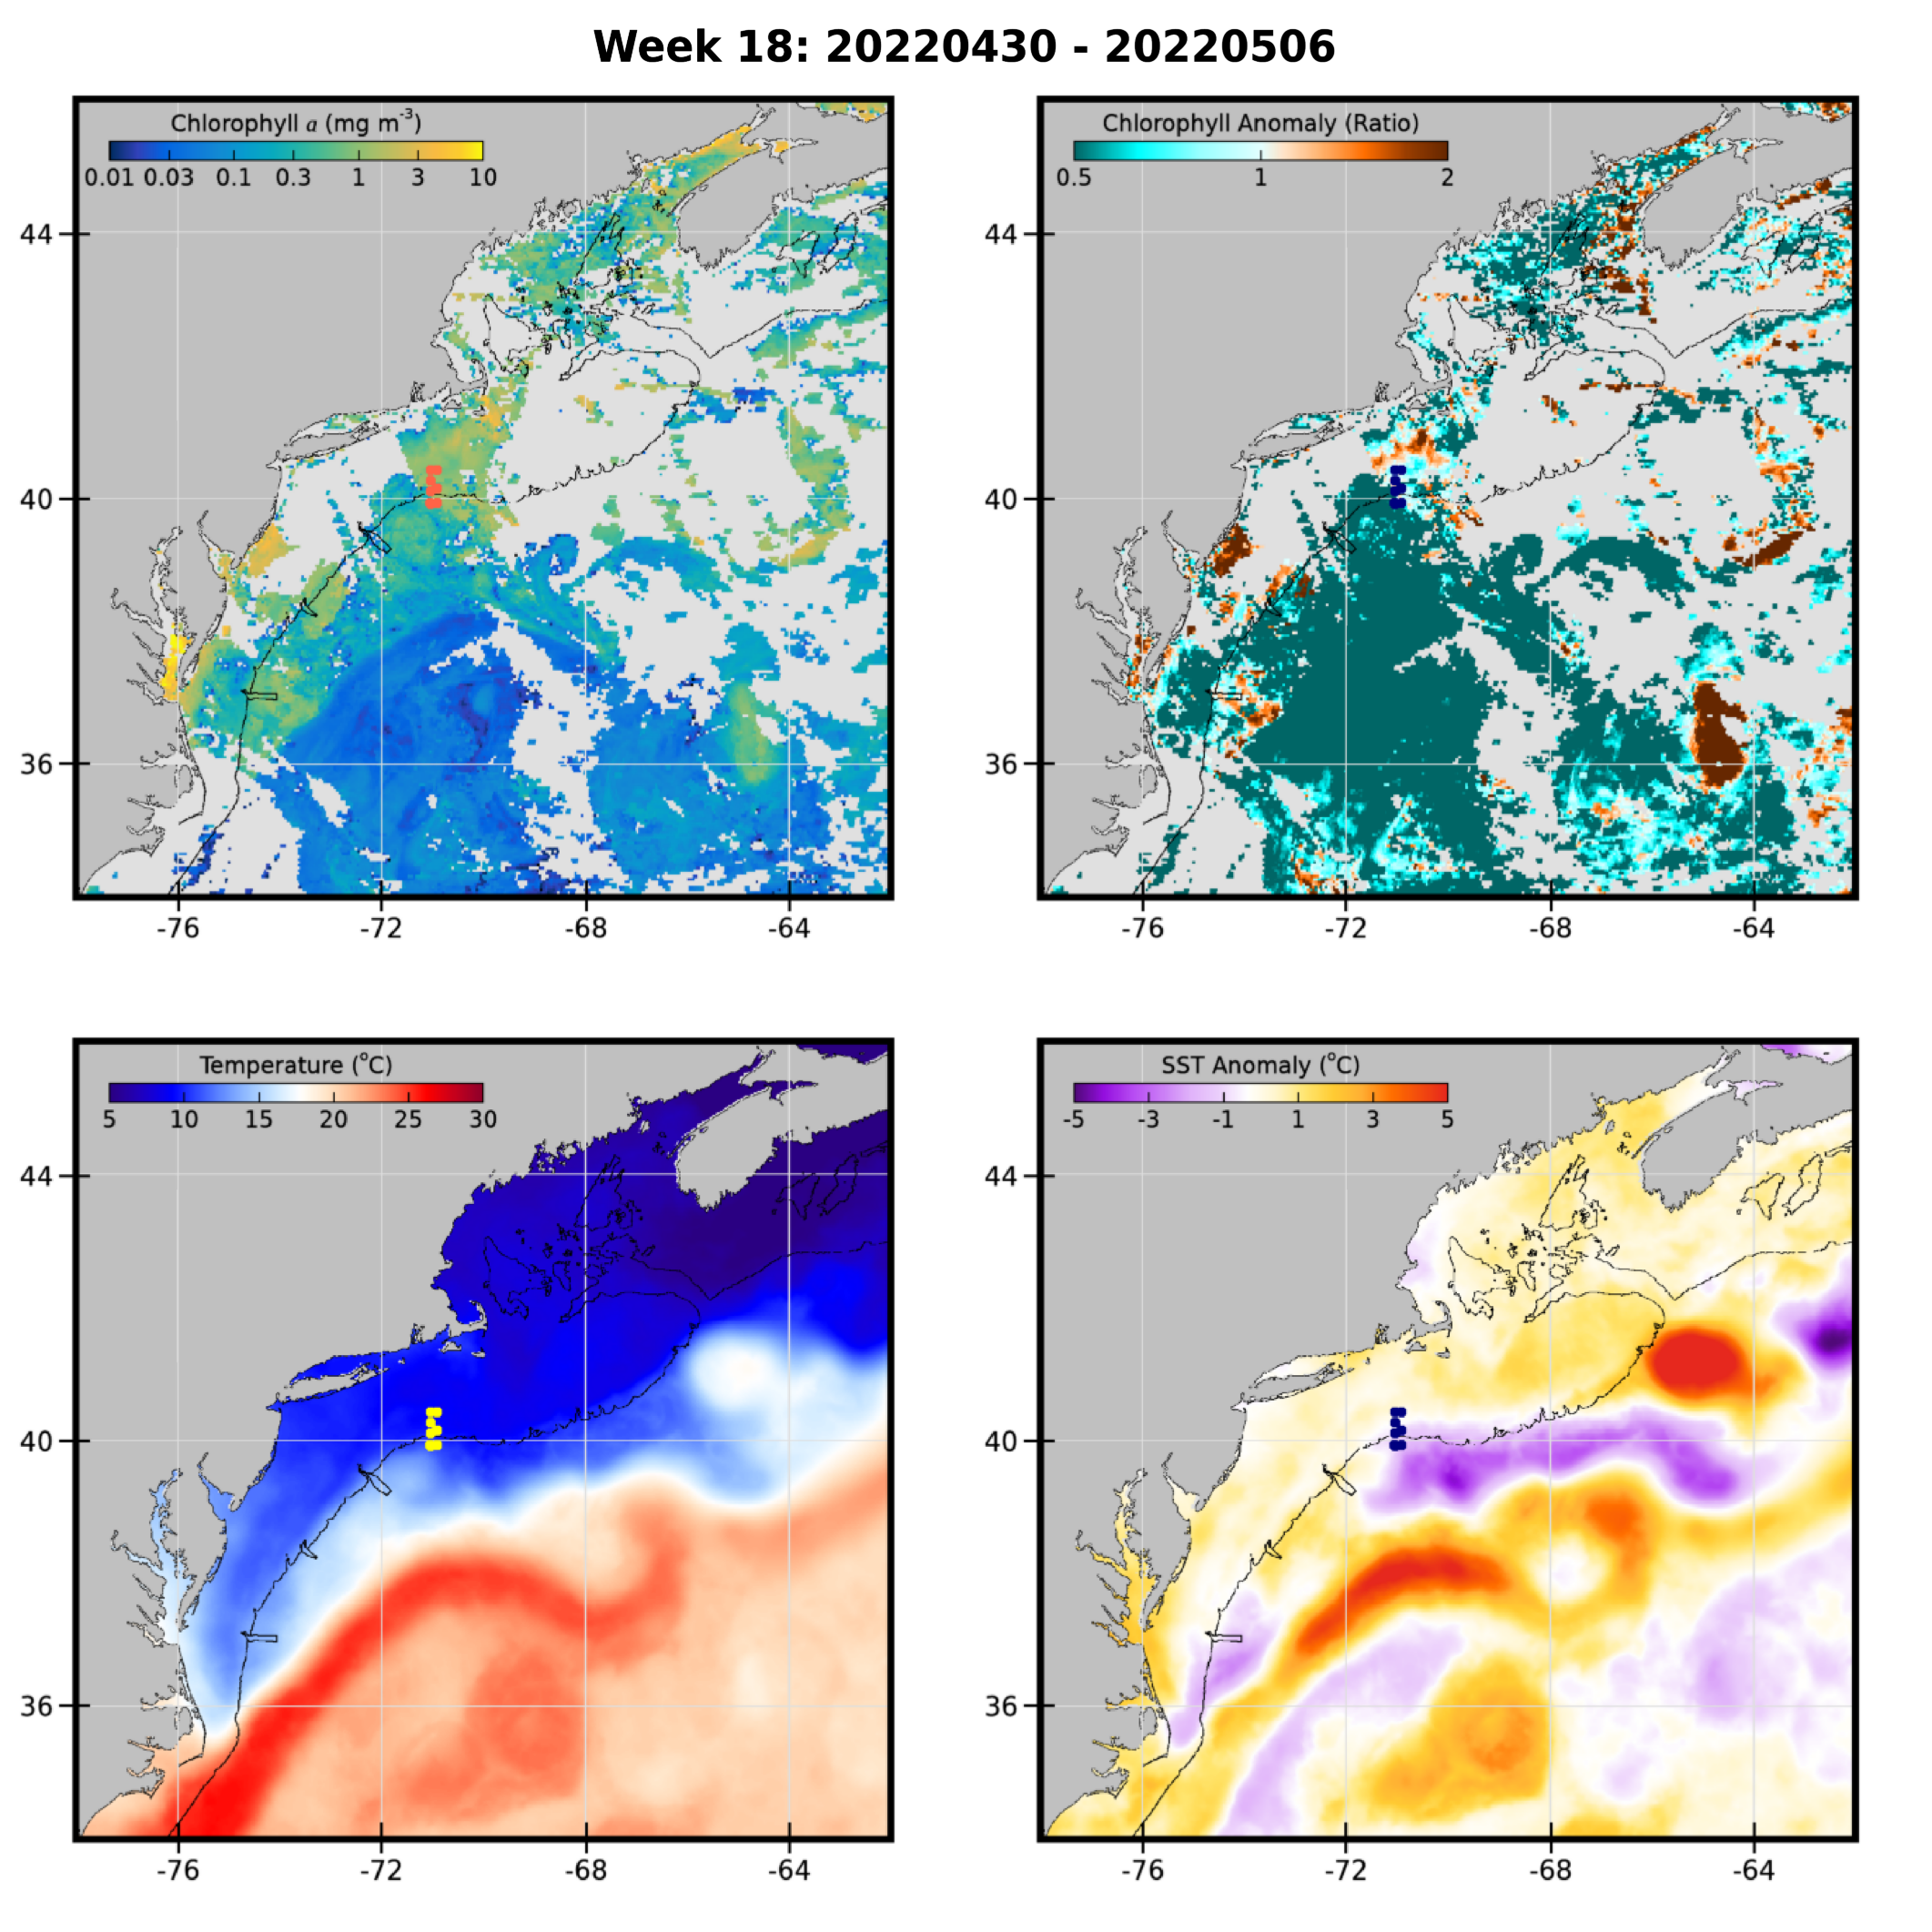 Week 18: 20220430 - 20220506
Chlorophyll a (mg m-3)
0.01 0.03 0.1 0.3 1 3 10
44
40
36
-76 -72 -68 -64
Chlorophyll Anomaly (Ratio)
0.5 1 2
44
40
36
-76 -72 -68 -64
Temperature (oC)
5 10 15 20 25 30
44
40
36
-76 -72 -68 -64
SST Anomaly (oC)
-5 -3 -1 1 3 5
44
40
36
-76 -72 -68 -64